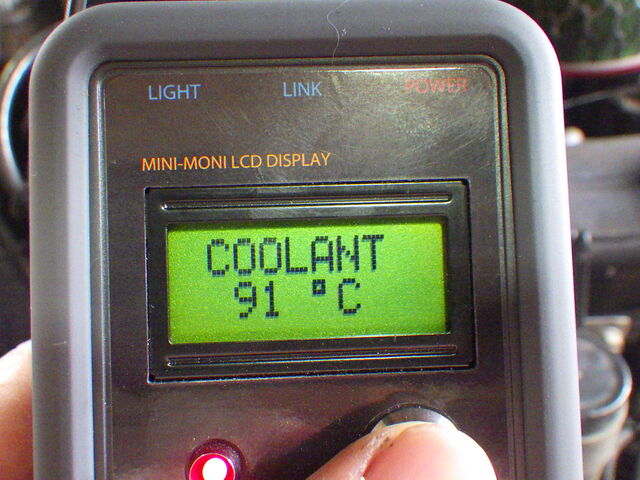 LIGHT LINK POWER
MINI-MONI LCD DISPLAY
COOLANT
91 °C